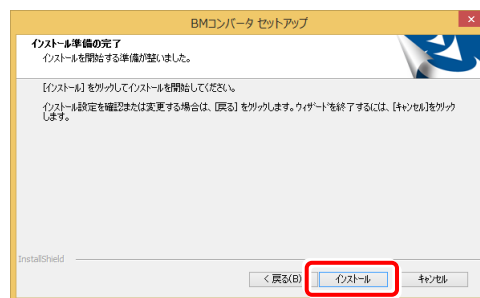 BMコンバータ セットアップ
インストール準備の完了
インストールを開始する準備が整いました。
[インストール] をクリックしてインストールを開始してください。
インストール設定を確認または変更する場合は、[戻る] をクリックします。ウィザードを終了するには、[キャンセル]をクリック
します。
InstallShield
< 戻る(B)
インストール
キャンセル